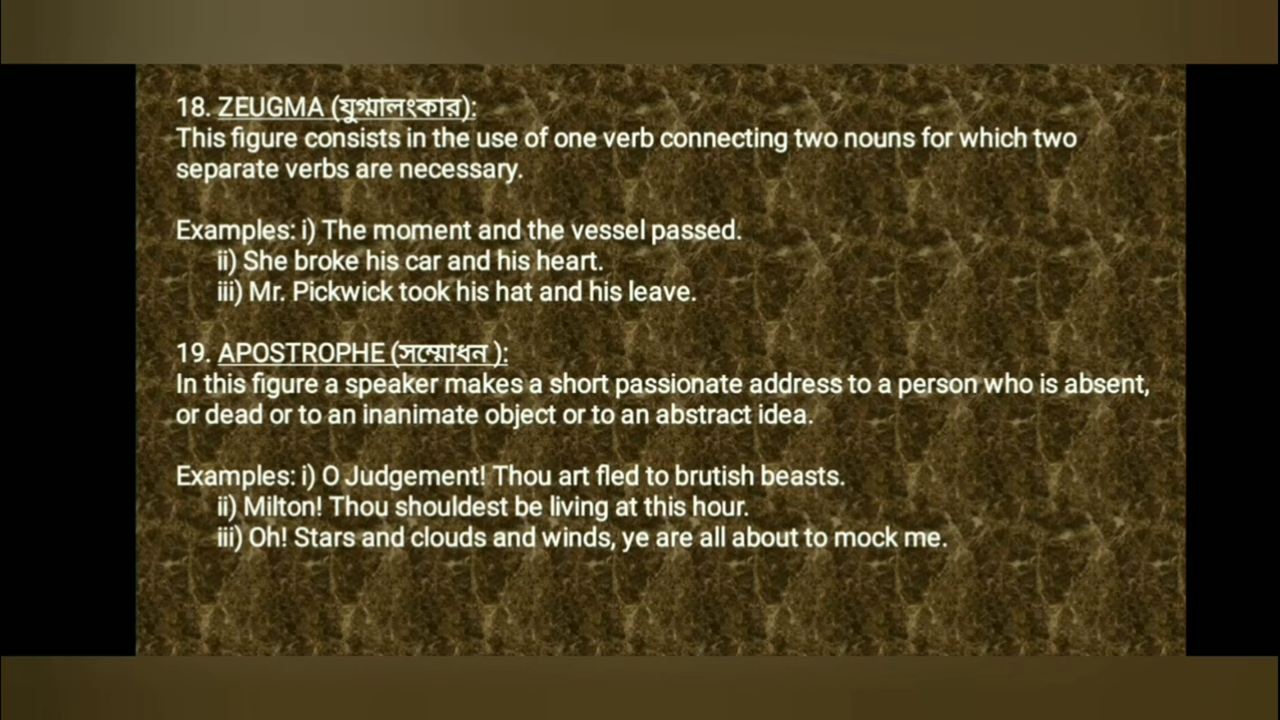 18. ZEUGMA (যুগ্মালংকার):
This figure consists in the use of one verb connecting two nouns for which two
separate verbs are necessary.
Examples: i) The moment and the vessel passed.
ii) She broke his car and his heart.
iii) Mr. Pickwick took his hat and his leave.
19. APOSTROPHE (সম্মোধন ):
In this figure a speaker makes a short passionate address to a person who is absent,
or dead or to an inanimate object or to an abstract idea.
Examples: i) O Judgement! Thou art fled to brutish beasts.
ii) Milton! Thou shouldest be living at this hour.
iii) Oh! Stars and clouds and winds, ye are all about to mock me.